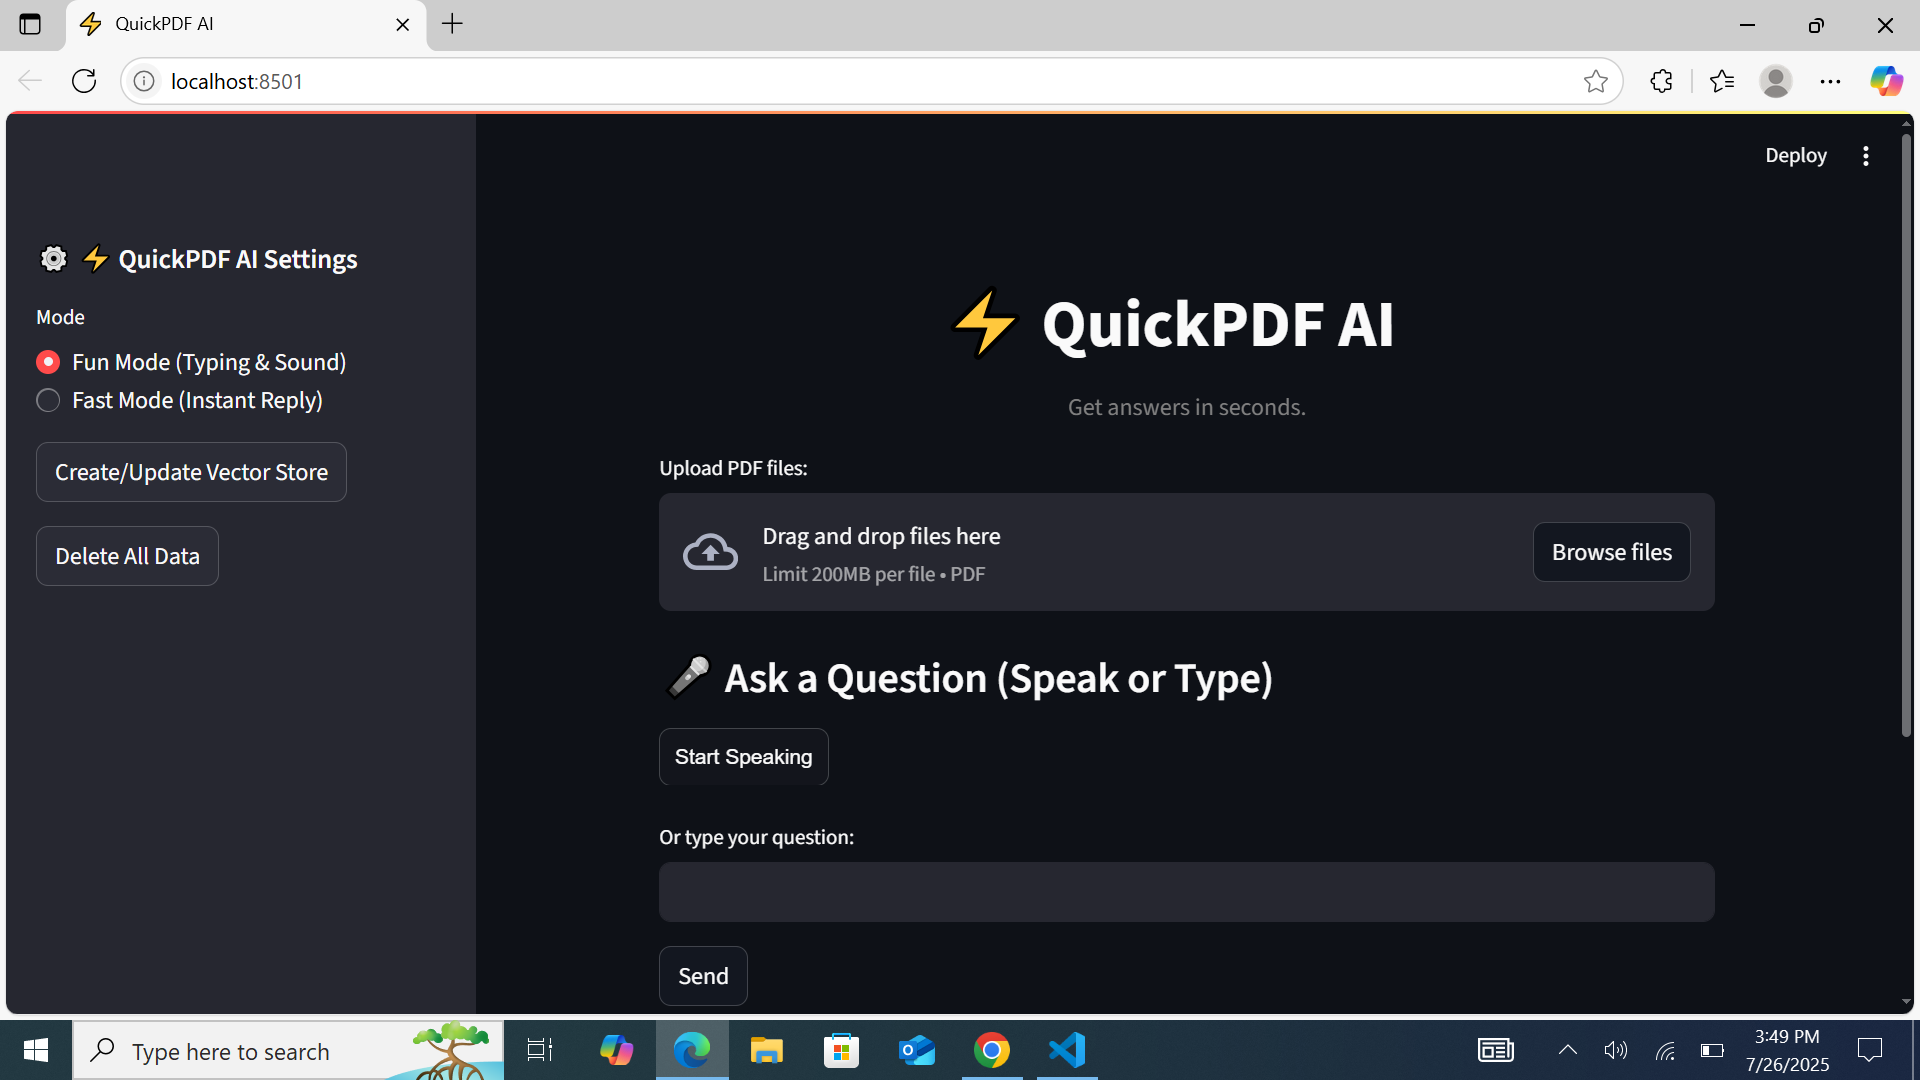 QuickPDF AI
localhost:8501
Deploy
QuickPDF AI Settings
Mode
Fun Mode (Typing & Sound)
Fast Mode (Instant Reply)
Create/Update Vector Store
Delete All Data
QuickPDF AI
Get answers in seconds.
Upload PDF files:
Drag and drop files here
Limit 200MB per file • PDF
Browse files
Ask a Question (Speak or Type)
Start Speaking
Or type your question:
Send
Type here to search
3:49 PM
7/26/2025